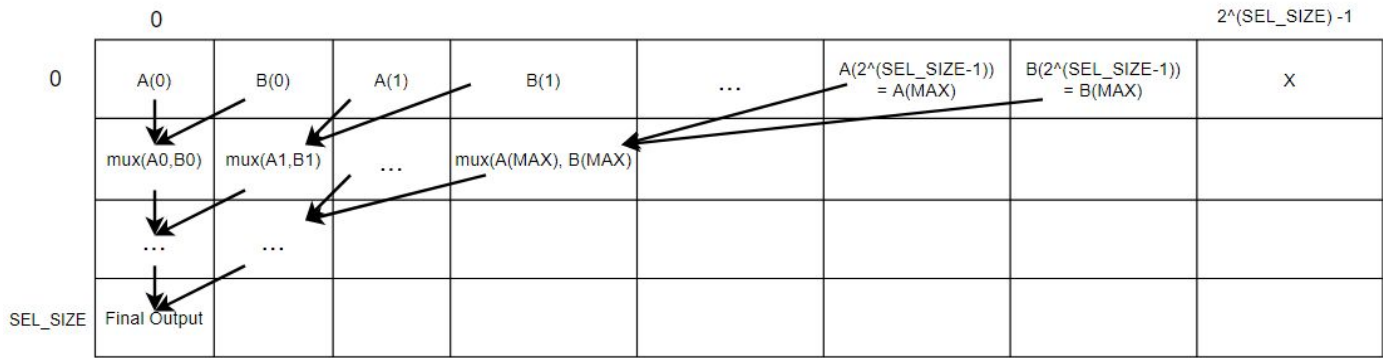 0
2^(SEL_SIZE) -1
0
A(0)
B(0)
A(1)
B(1)
...
A(2^(SEL_SIZE-1))
= A(MAX)
B(2^(SEL_SIZE-1))
= B(MAX)
X
mux(A0,B0)
mux(A1,B1)
...
mux(A(MAX), B(MAX)
...
...
SEL_SIZE
Final Output